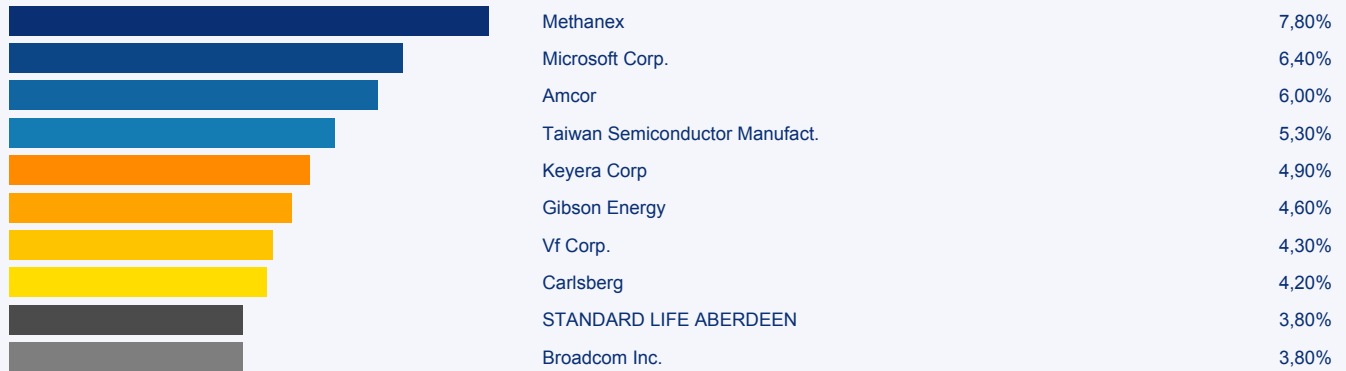 Methanex 7,80%
Microsoft Corp. 6,40%
Amcor 6,00%
Taiwan Semiconductor Manufact. 5,30%
Keyera Corp 4,90%
Gibson Energy 4,60%
Vf Corp. 4,30%
Carlsberg 4,20%
STANDARD LIFE ABERDEEN 3,80%
Broadcom Inc. 3,80%